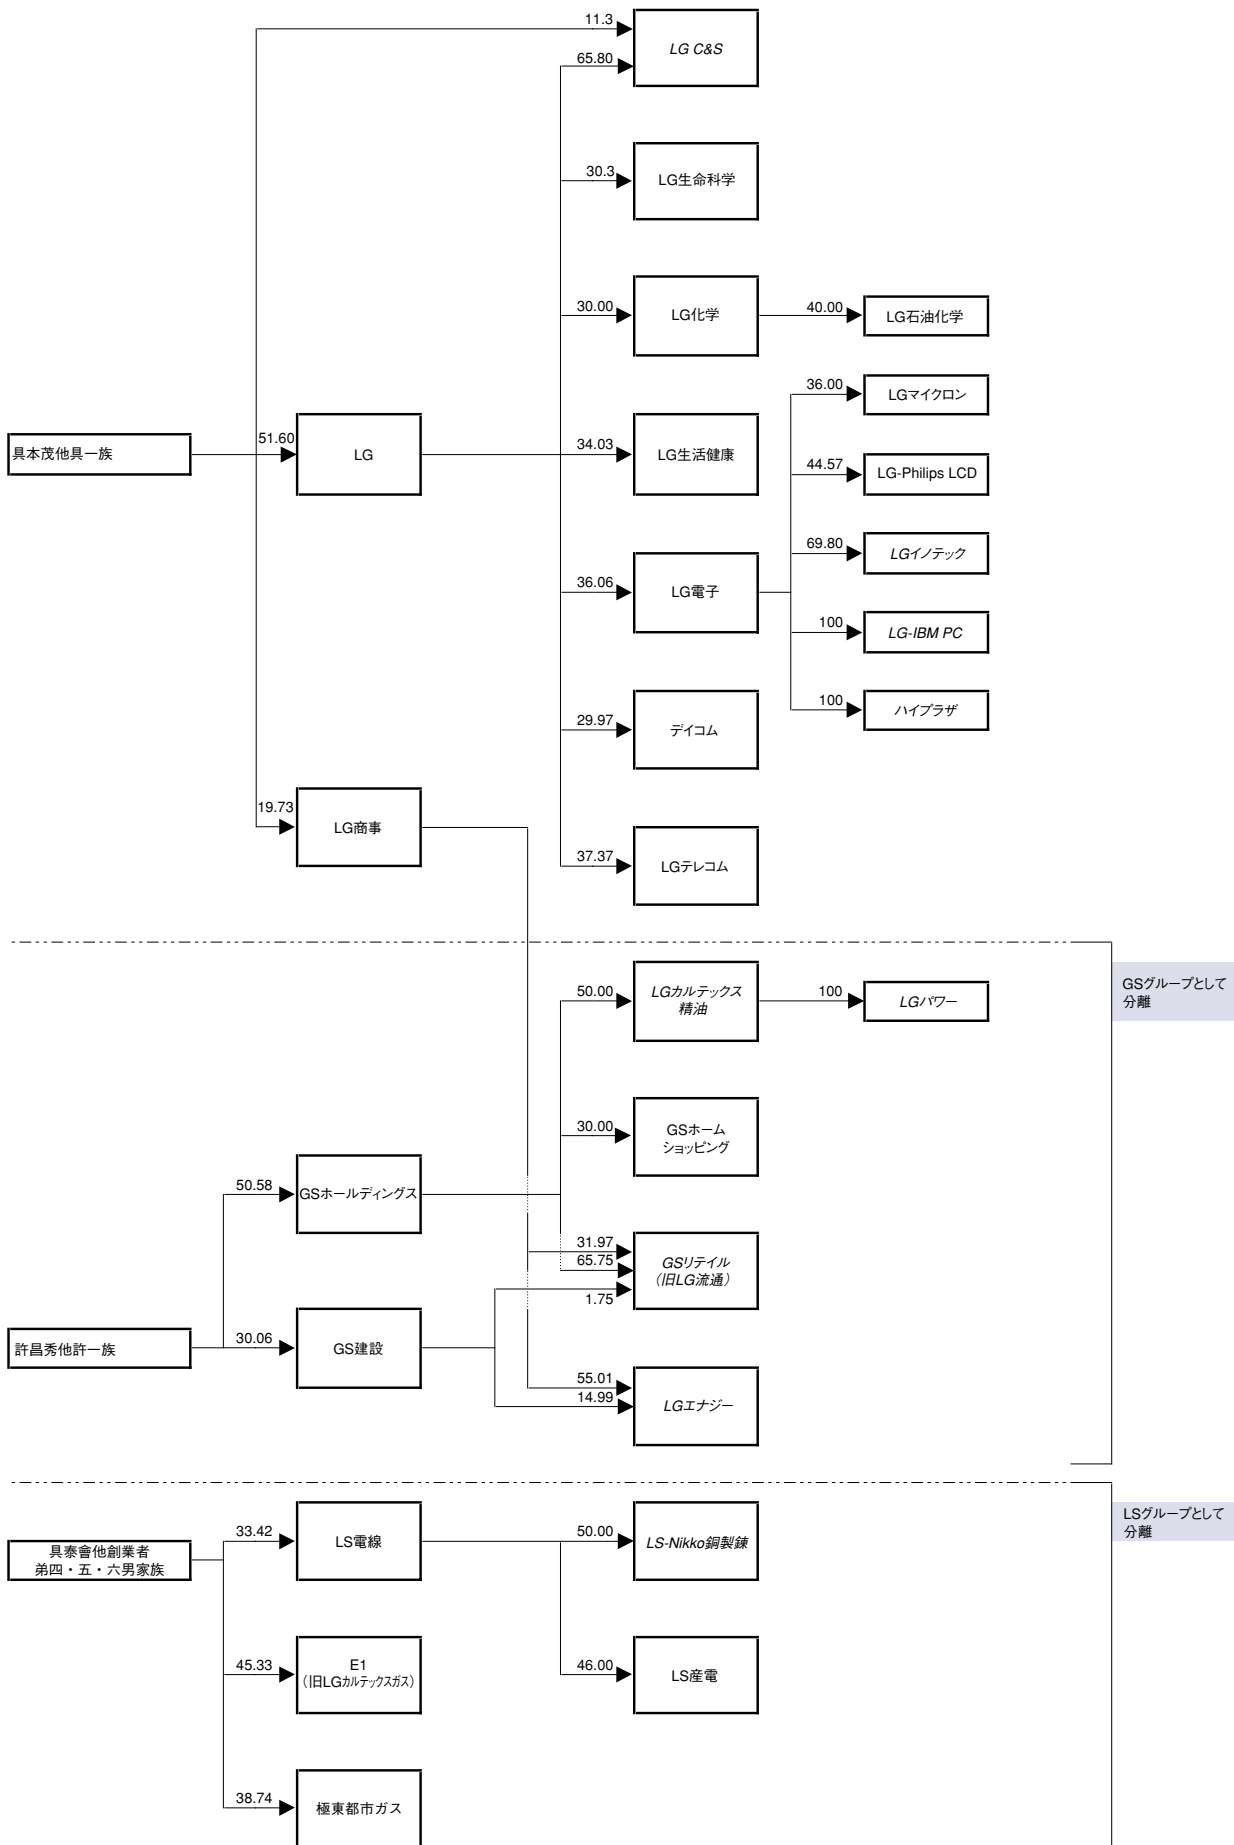 11.3
LG C&S
65.80
30.3
LG生命科学
30.00
LG化学
40.00
LG石油化学
36.00
LGマイクロン
具本茂他具一族
51.60
LG
34.03
LG生活健康
44.57
LG-Philips LCD
69.80
LGイノテック
36.06
LG電子
100
LG-IBM PC
100
ハイプラザ
29.97
デイコム
19.73
LG商事
37.37
LGテレコム
GSグループとして
分離
50.00
LGカルテックス
精油
100
LGパワー
30.00
GSホーム
ショッピング
50.58
GSホールディングス
31.97
65.75
1.75
GSリテイル
（旧LG流通）
許昌秀他許一族
30.06
GS建設
55.01
14.99
LGエナジー
LSグループとして
分離
具泰會他創業者
弟四・五・六男家族
33.42
LS電線
50.00
LS-Nikko銅製錬
45.33
E1
（旧LGカルテックスガス）
46.00
LS産電
38.74
極東都市ガス